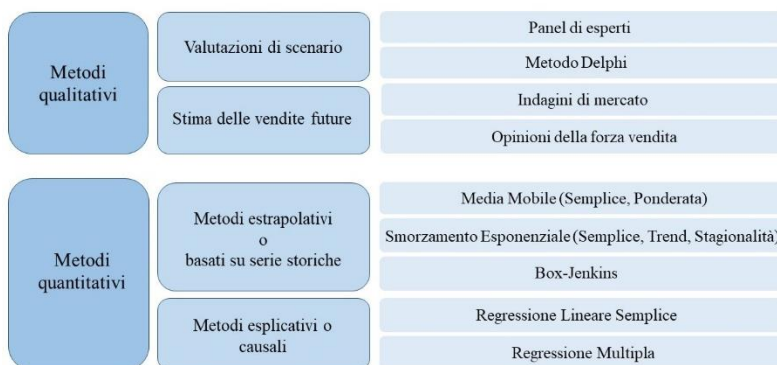 Metodi
qualitativi
Valutazioni di scenario
Stima delle vendite future
Panel di esperti
Metodo Delphi
Indagini di mercato
Opinioni della forza vendita
Metodi
quantitativi
Metodi estrapolativi
o
basati su serie storiche
Metodi esplicativi o
causali
Media Mobile (Semplice, Ponderata)
Smorzamento Esponenziale (Semplice, Trend, Stagionalità)
Box-Jenkins
Regressione Lineare Semplice
Regressione Multipla